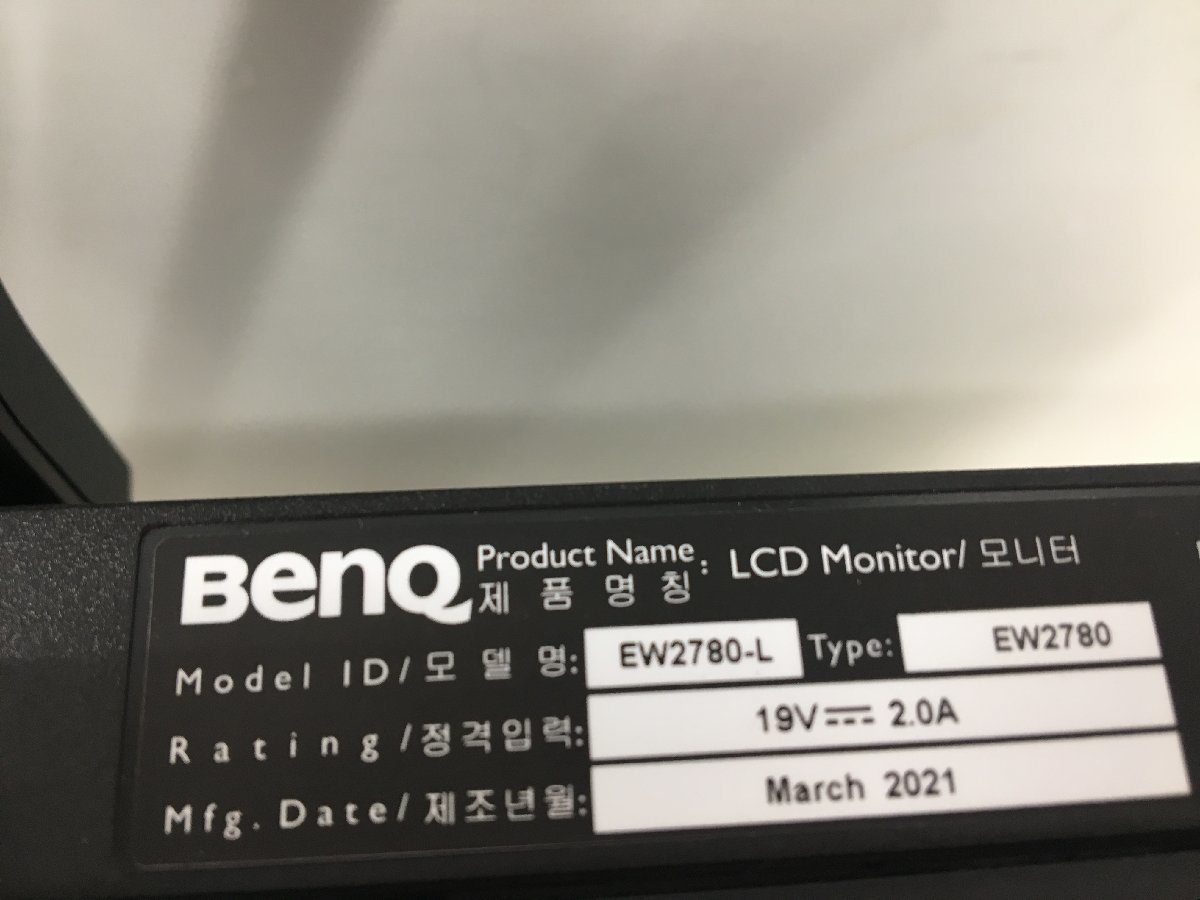 BenQ Product Name : LCD Monitor/ 모니터
제 품 명 칭
Model ID/모 델 명: EW2780-L Type: EW2780
Rating/정격입력: 19V⎓ 2.0A
Mfg. Date/제조년월: March 2021